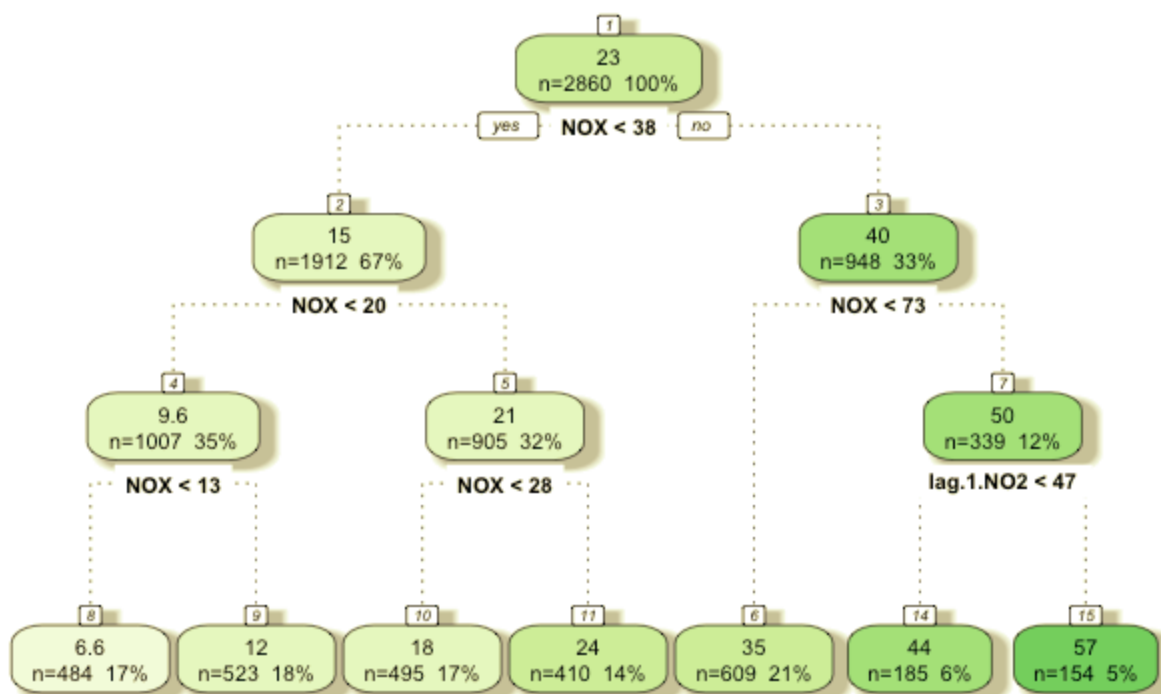 1
23
n=2860 100%
yes NOX < 38 no
2
15
n=1912 67%
NOX < 20
3
40
n=948 33%
NOX < 73
4
9.6
n=1007 35%
NOX < 13
5
21
n=905 32%
NOX < 28
7
50
n=339 12%
lag.1.NO2 < 47
8
6.6
n=484 17%
9
12
n=523 18%
10
18
n=495 17%
11
24
n=410 14%
6
35
n=609 21%
14
44
n=185 6%
15
57
n=154 5%